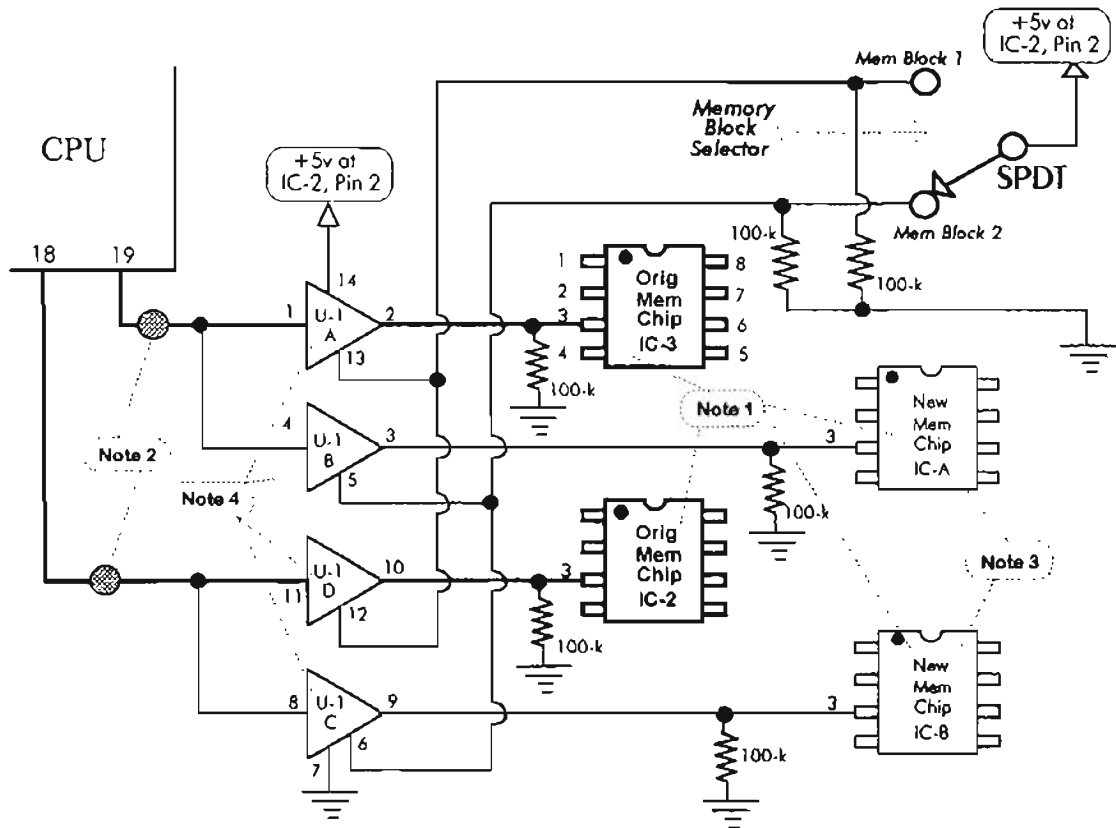 +5v at
IC-2, Pin 2
Mem Block 1
Memory
Block
Selector
CPU
+5v at
IC-2, Pin 2
SPDT
Mem Block 2
18
19
100-k
100-k
14
1
U-1
A
2
13
1
2
3
4
Orig
Mem
Chip
IC-3
8
7
6
5
100-k
Note 1
New
Mem
Chip
IC-A
4
U-1
B
3
5
3
Note 2
Note 4
100-k
Orig
Mem
Chip
IC-2
Note 3
11
U-1
D
10
12
3
100-k
New
Mem
Chip
IC-B
8
U-1
C
9
6
7
3
100-k